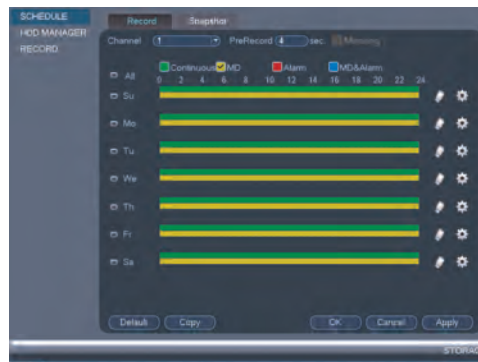 SCHEDULE
HDD MANAGER
RECORD
Record Snapshot
Channel 1 PreRecord 4 sec.
Continuous MD Alarm MD&Alarm
All
0 2 4 6 8 10 12 14 16 18 20 22 24
Su
Mo
Tu
We
Th
Fr
Sa
Default Copy OK Cancel Apply
STORAG